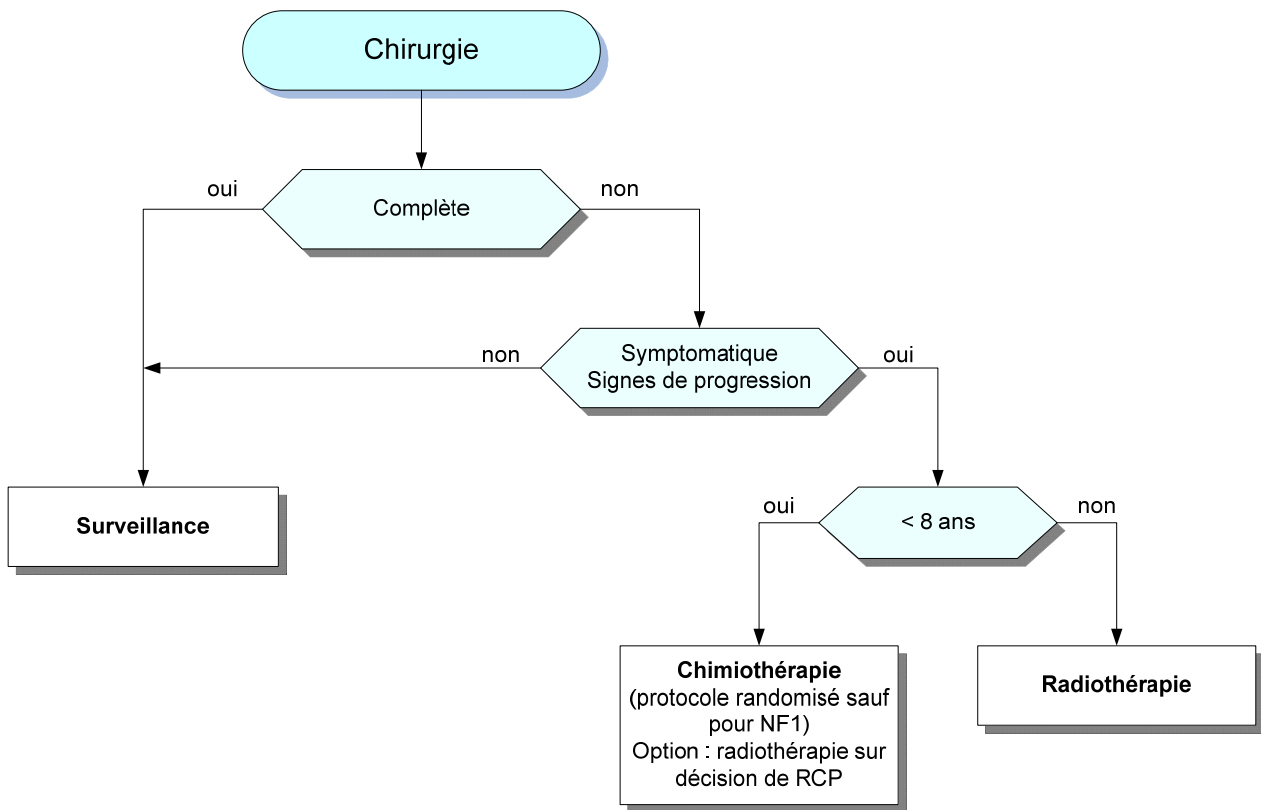 Chirurgie
oui
non
Complète
non
Symptomatique
Signes de progression
oui
oui
< 8 ans
non
Surveillance
Chimiothérapie
(protocole randomisé sauf
pour NF1)
Option : radiothérapie sur
décision de RCP
Radiothérapie